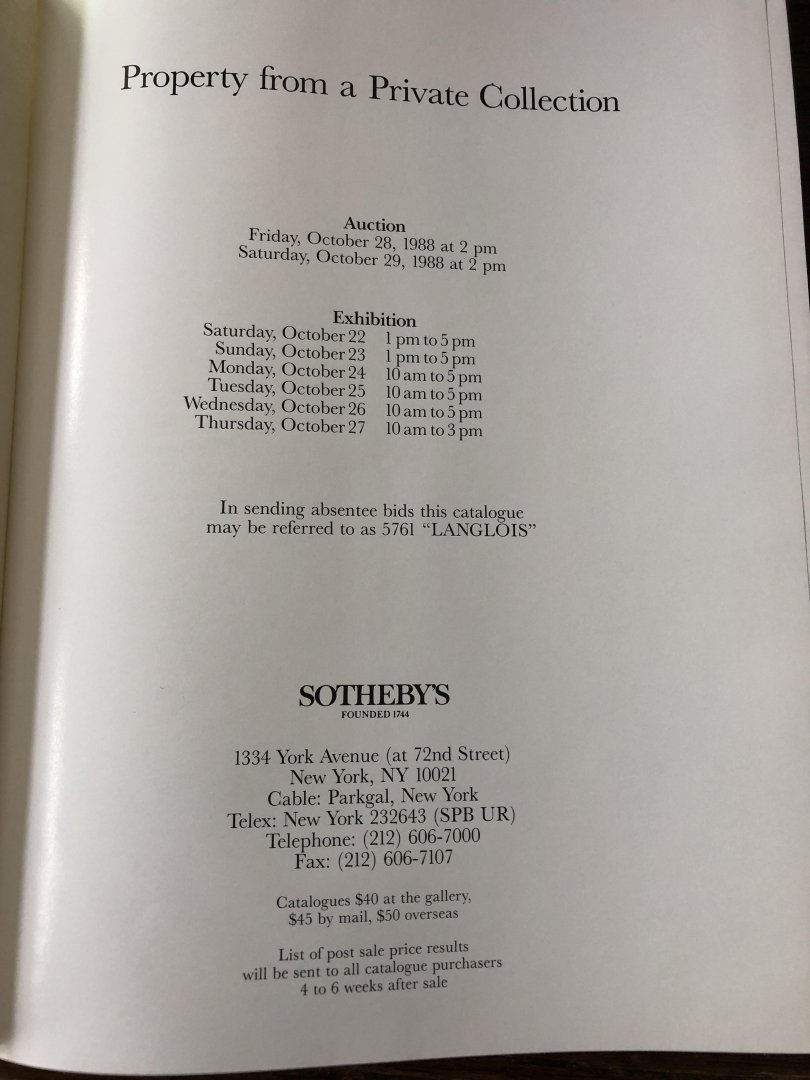 Property from a Private Collection
Auction
Friday, October 28, 1988 at 2 pm
Saturday, October 29, 1988 at 2 pm
Exhibition
Saturday, October 22 1 pm to 5 pm
Sunday, October 23 1 pm to 5 pm
Monday, October 24 10 am to 5 pm
Tuesday, October 25 10 am to 5 pm
Wednesday, October 26 10 am to 5 pm
Thursday, October 27 10 am to 3 pm
In sending absentee bids this catalogue
may be referred to as 5761 “LANGLOIS”
SOTHEBY'S
FOUNDED 1744
1334 York Avenue (at 72nd Street)
New York, NY 10021
Cable: Parkgal, New York
Telex: New York 232643 (SPB UR)
Telephone: (212) 606-7000
Fax: (212) 606-7107
Catalogues $40 at the gallery,
$45 by mail, $50 overseas
List of post sale price results
will be sent to all catalogue purchasers
4 to 6 weeks after sale